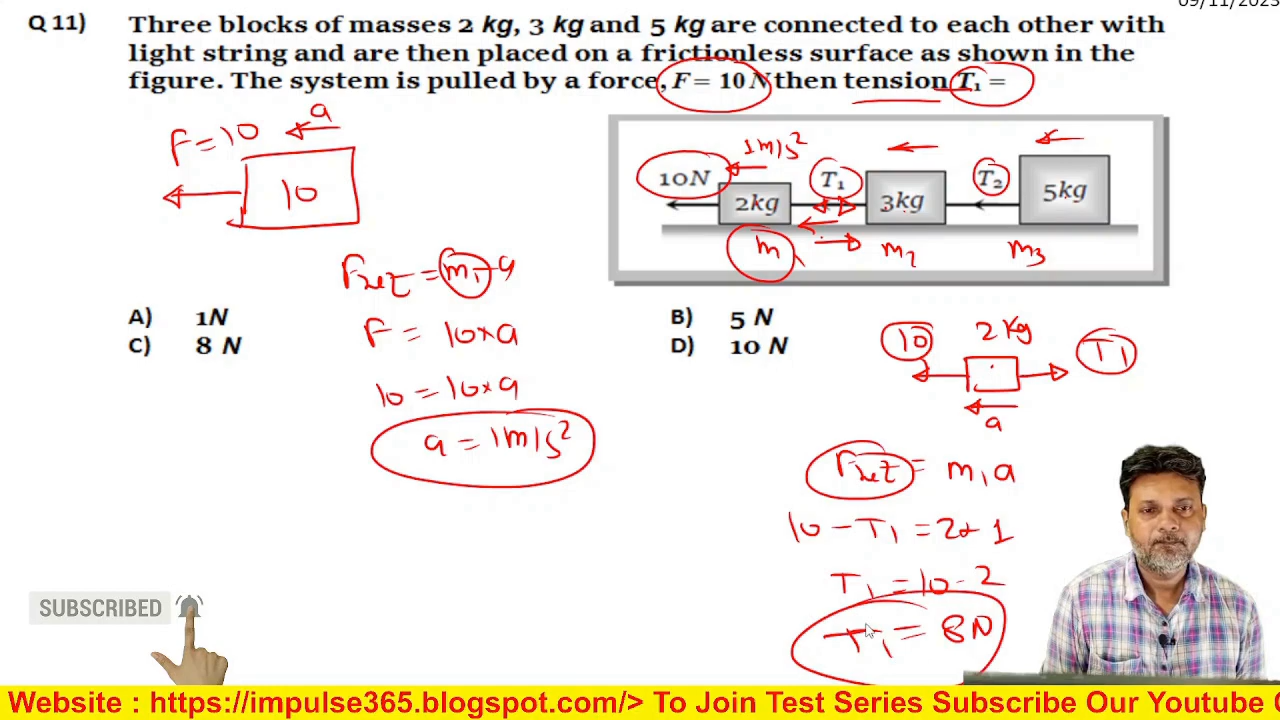 09/11/2023
Q 11) Three blocks of masses 2 kg, 3 kg and 5 kg are connected to each other with
light string and are then placed on a frictionless surface as shown in the
figure. The system is pulled by a force, F = 10 N then tension T₁ =
F = 10
a
10
1m/s²
10N
T₁
T₂
2kg
3kg
5kg
m₁
m₂
m₃
Fnet = m₁ a
F = 10×a
10 = 10×a
a = 1m/s²
A) 1N
B) 5 N
C) 8 N
D) 10 N
2 Kg
10
T1
a
Fnet = m₁a
10 - T₁ = 2× 1
T₁ = 10 - 2
T₁ = 8N
SUBSCRIBED
Website : https://impulse365.blogspot.com/> To Join Test Series Subscribe Our Youtube